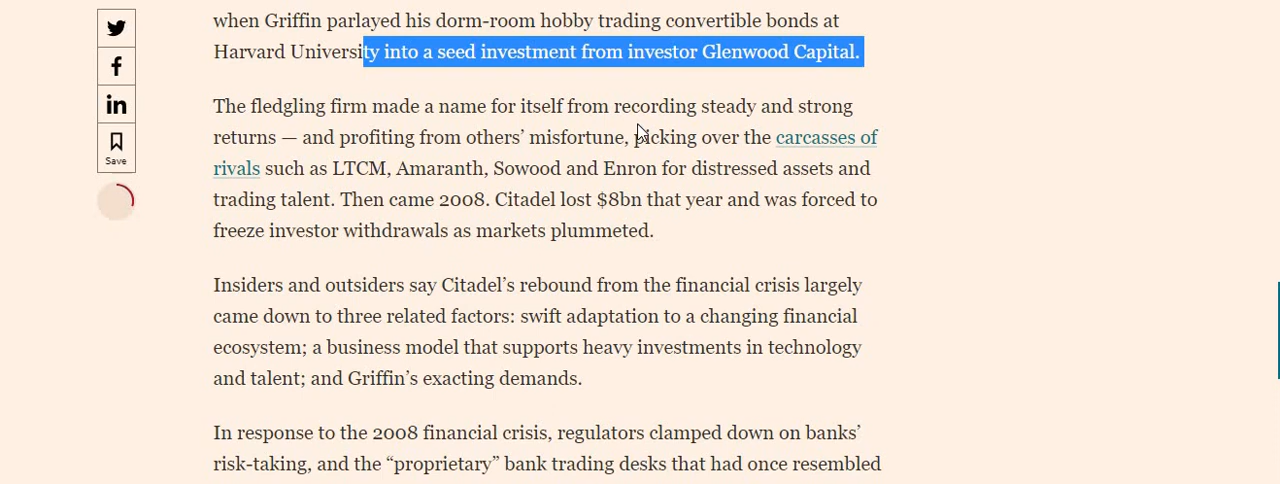 when Griffin parlayed his dorm-room hobby trading convertible bonds at
Harvard University into a seed investment from investor Glenwood Capital.
The fledgling firm made a name for itself from recording steady and strong
returns — and profiting from others’ misfortune, picking over the carcasses of
rivals such as LTCM, Amaranth, Sowood and Enron for distressed assets and
trading talent. Then came 2008. Citadel lost $8bn that year and was forced to
freeze investor withdrawals as markets plummeted.
Insiders and outsiders say Citadel’s rebound from the financial crisis largely
came down to three related factors: swift adaptation to a changing financial
ecosystem; a business model that supports heavy investments in technology
and talent; and Griffin’s exacting demands.
In response to the 2008 financial crisis, regulators clamped down on banks’
risk-taking, and the “proprietary” bank trading desks that had once resembled
Save